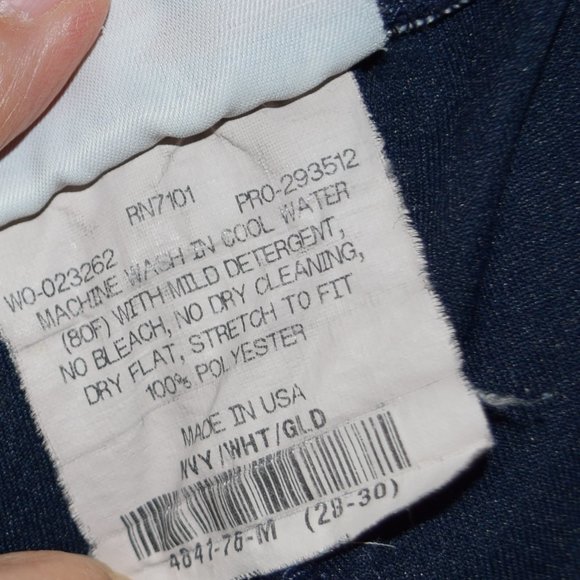 WO-023262 RN7101 PRO-293512
MACHINE WASH IN COOL WATER
(80F) WITH MILD DETERGENT,
NO BLEACH, NO DRY CLEANING,
DRY FLAT, STRETCH TO FIT
100% POLYESTER
MADE IN USA
NVY/WHT/GLD
4841-76-M (28-30)